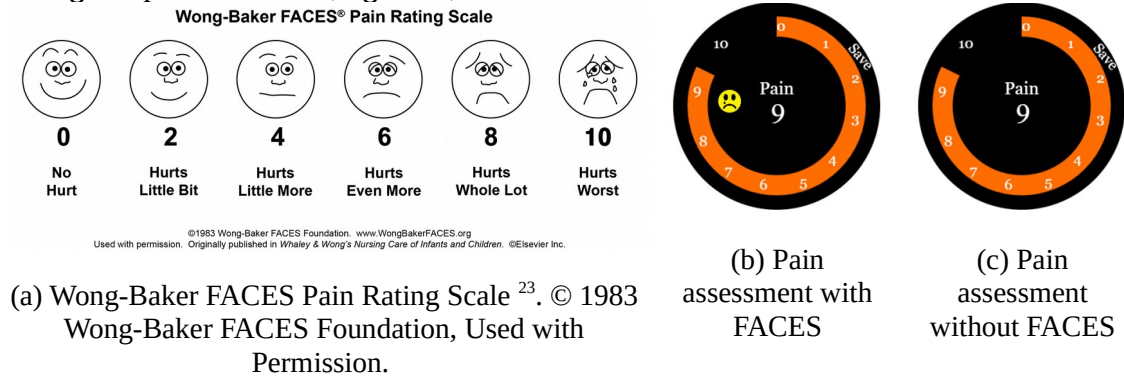 Wong-Baker FACES® Pain Rating Scale
0 2 4 6 8 10
No Hurts Hurts Hurts Hurts Hurts
Hurt Little Bit Little More Even More Whole Lot Worst
©1983 Wong-Baker FACES Foundation. www.WongBakerFACES.org
Used with permission. Originally published in Whaley & Wong's Nursing Care of Infants and Children. ©Elsevier Inc.
(a) Wong-Baker FACES Pain Rating Scale 23. © 1983
Wong-Baker FACES Foundation, Used with
Permission.
0
1
Save
2
3
4
5
6
7
8
9
10
Pain
9
(b) Pain
assessment with
FACES
0
1
Save
2
3
4
5
6
7
8
9
10
Pain
9
(c) Pain
assessment
without FACES